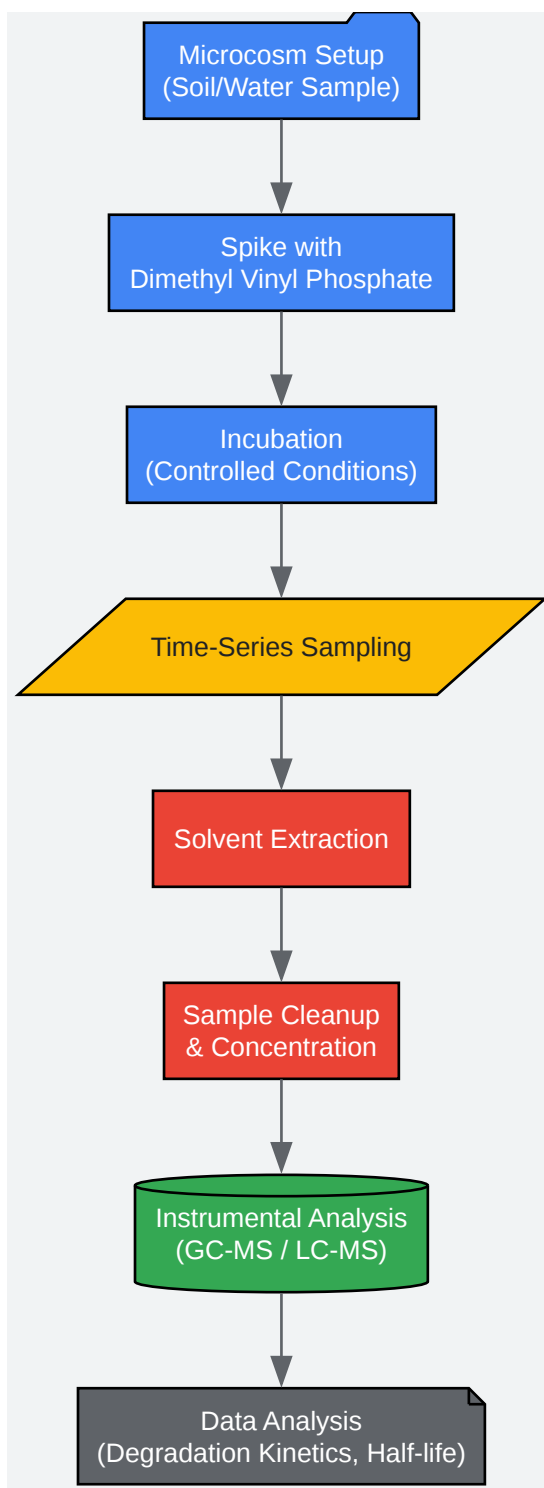 Microcosm Setup
(Soil/Water Sample)
Spike with
Dimethyl Vinyl Phosphate
Incubation
(Controlled Conditions)
Time-Series Sampling
Solvent Extraction
Sample Cleanup
& Concentration
Instrumental Analysis
(GC-MS / LC-MS)
Data Analysis
(Degradation Kinetics, Half-life)